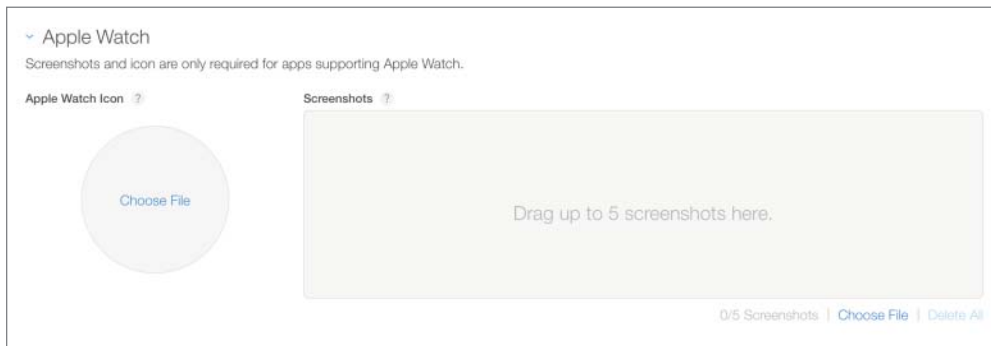 Apple Watch
Screenshots and icon are only required for apps supporting Apple Watch.
Apple Watch Icon ?
Screenshots ?
Choose File
Drag up to 5 screenshots here.
0/5 Screenshots | Choose File | Delete All